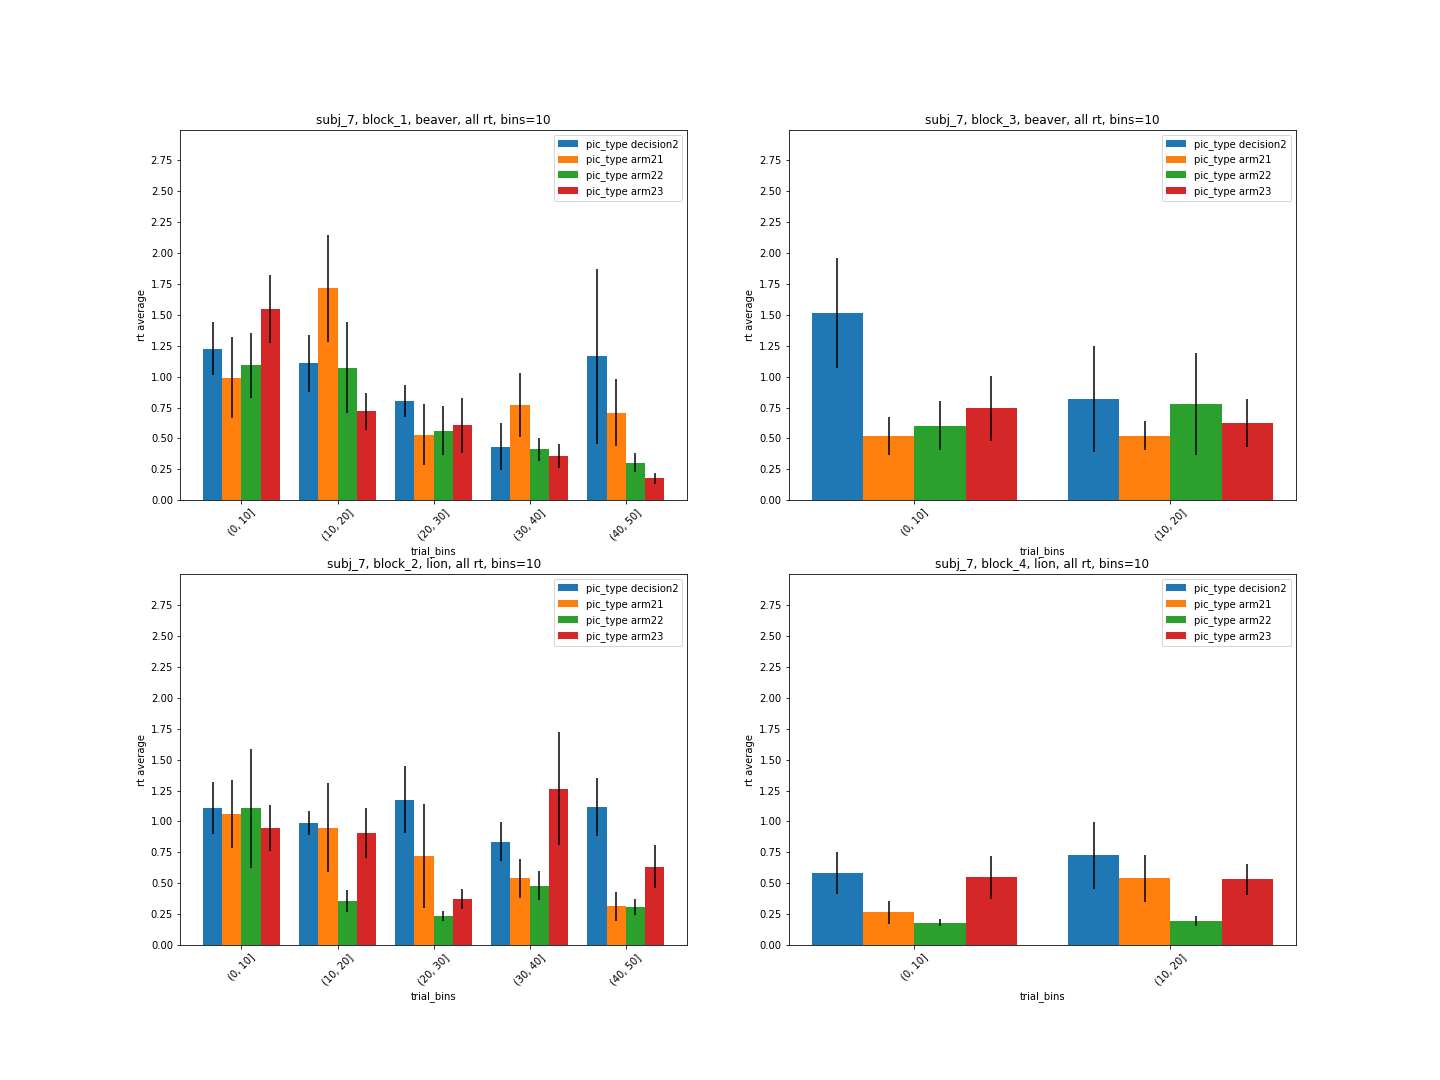 subj_7, block_1, beaver, all rt, bins=10
pic_type decision2
pic_type arm21
pic_type arm22
pic_type arm23
rt average
2.75
2.50
2.25
2.00
1.75
1.50
1.25
1.00
0.75
0.50
0.25
0.00
(0, 10]
(10, 20]
(20, 30]
(30, 40]
(40, 50]
trial_bins
subj_7, block_3, beaver, all rt, bins=10
pic_type decision2
pic_type arm21
pic_type arm22
pic_type arm23
rt average
2.75
2.50
2.25
2.00
1.75
1.50
1.25
1.00
0.75
0.50
0.25
0.00
(0, 10]
(10, 20]
trial_bins
subj_7, block_2, lion, all rt, bins=10
pic_type decision2
pic_type arm21
pic_type arm22
pic_type arm23
rt average
2.75
2.50
2.25
2.00
1.75
1.50
1.25
1.00
0.75
0.50
0.25
0.00
(0, 10]
(10, 20]
(20, 30]
(30, 40]
(40, 50]
trial_bins
subj_7, block_4, lion, all rt, bins=10
pic_type decision2
pic_type arm21
pic_type arm22
pic_type arm23
rt average
2.75
2.50
2.25
2.00
1.75
1.50
1.25
1.00
0.75
0.50
0.25
0.00
(0, 10]
(10, 20]
trial_bins